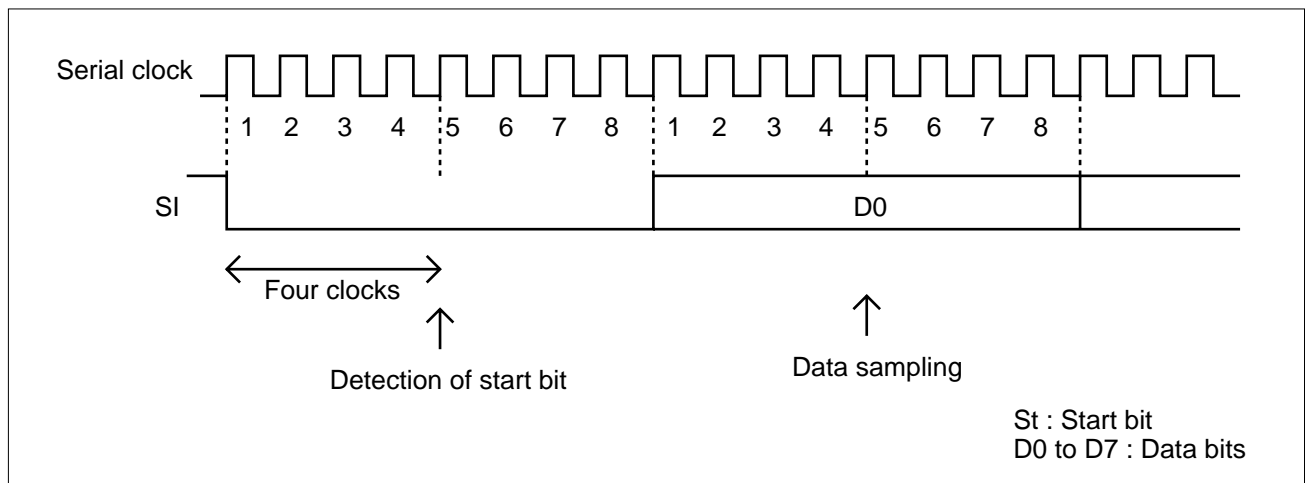 Serial clock
1 2 3 4 5 6 7 8 1 2 3 4 5 6 7 8
SI
D0
Four clocks
Detection of start bit
Data sampling
St : Start bit
D0 to D7 : Data bits